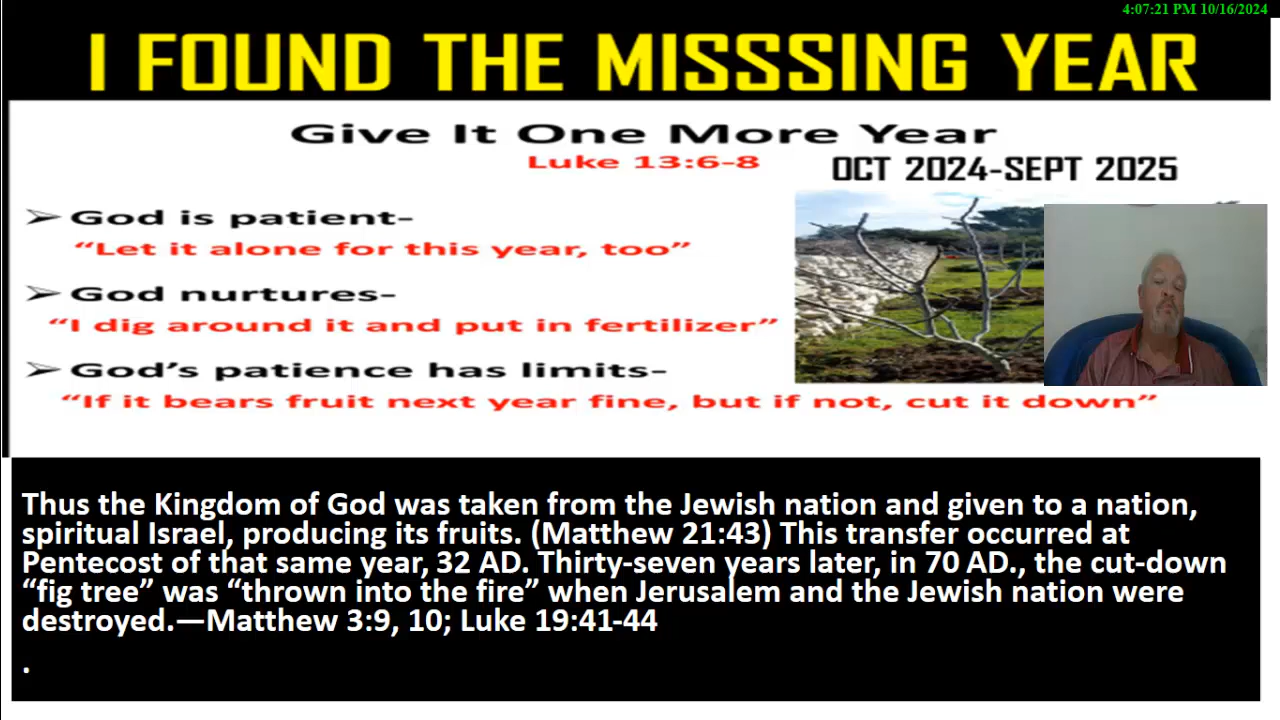 4:07:21 PM 10/16/2024
I FOUND THE MISSSING YEAR
Give It One More Year
Luke 13:6-8
OCT 2024-SEPT 2025
➢ God is patient-
“Let it alone for this year, too”
➢ God nurtures-
“I dig around it and put in fertilizer”
➢ God’s patience has limits-
“If it bears fruit next year fine, but if not, cut it down”
Thus the Kingdom of God was taken from the Jewish nation and given to a nation,
spiritual Israel, producing its fruits. (Matthew 21:43) This transfer occurred at
Pentecost of that same year, 32 AD. Thirty-seven years later, in 70 AD., the cut-down
“fig tree” was “thrown into the fire” when Jerusalem and the Jewish nation were
destroyed.—Matthew 3:9, 10; Luke 19:41-44
.